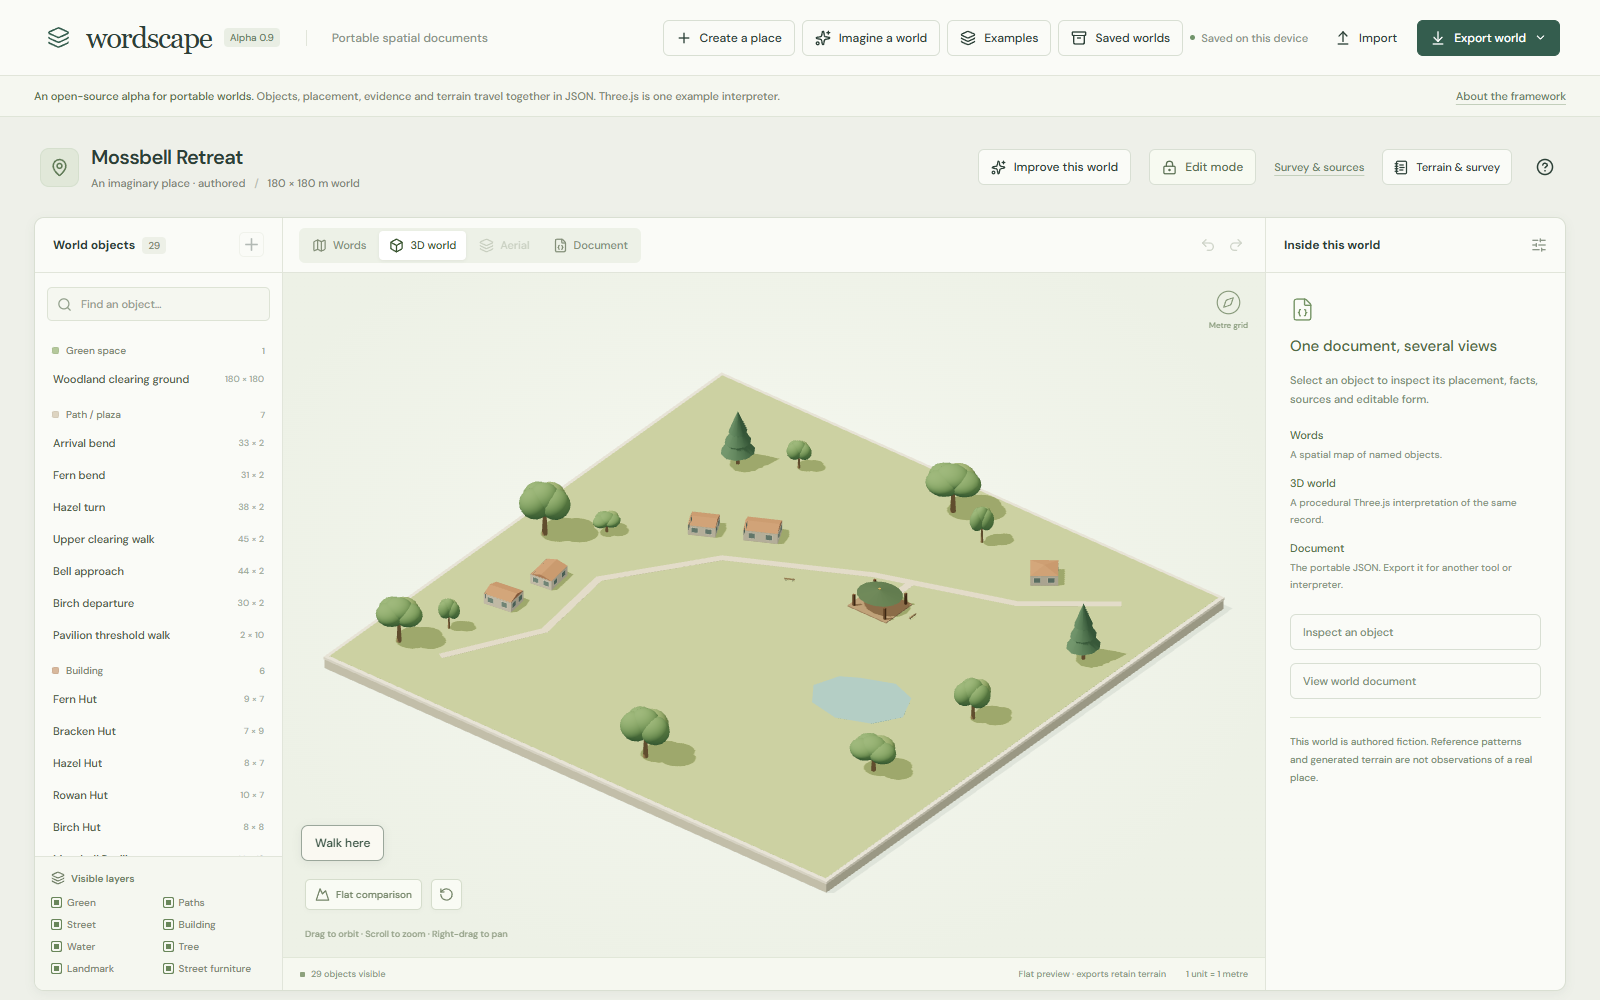 wordscape
Alpha 0.9
Portable spatial documents
Create a place
Imagine a world
Examples
Saved worlds
Saved on this device
Import
Export world
An open-source alpha for portable worlds. Objects, placement, evidence and terrain travel together in JSON. Three.js is one example interpreter.
About the framework
Mossbell Retreat
An imaginary place · authored / 180 × 180 m world
Improve this world
Edit mode
Survey & sources
Terrain & survey
World objects 29
Find an object...
Green space 1
Woodland clearing ground 180 × 180
Path / plaza 7
Arrival bend 33 × 2
Fern bend 31 × 2
Hazel turn 38 × 2
Upper clearing walk 45 × 2
Bell approach 44 × 2
Birch departure 30 × 2
Pavilion threshold walk 2 × 10
Building 6
Fern Hut 9 × 7
Bracken Hut 7 × 9
Hazel Hut 8 × 7
Rowan Hut 10 × 7
Birch Hut 8 × 8
Visible layers
Green
Paths
Street
Building
Water
Tree
Landmark
Street furniture
Words
3D world
Aerial
Document
Metre grid
Walk here
Flat comparison
Drag to orbit · Scroll to zoom · Right-drag to pan
29 objects visible
Flat preview · exports retain terrain
1 unit = 1 metre
Inside this world
One document, several views
Select an object to inspect its placement, facts,
sources and editable form.
Words
A spatial map of named objects.
3D world
A procedural Three.js interpretation of the same
record.
Document
The portable JSON. Export it for another tool or
interpreter.
Inspect an object
View world document
This world is authored fiction. Reference patterns
and generated terrain are not observations of a real
place.